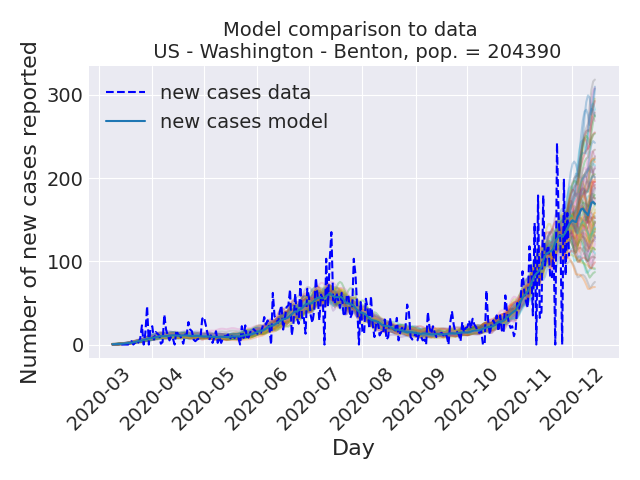 Model comparison to data
US - Washington - Benton, pop. = 204390
Number of new cases reported
300
200
100
0
new cases data
new cases model
2020-03
2020-04
2020-05
2020-06
2020-07
2020-08
2020-09
2020-10
2020-11
2020-12
Day